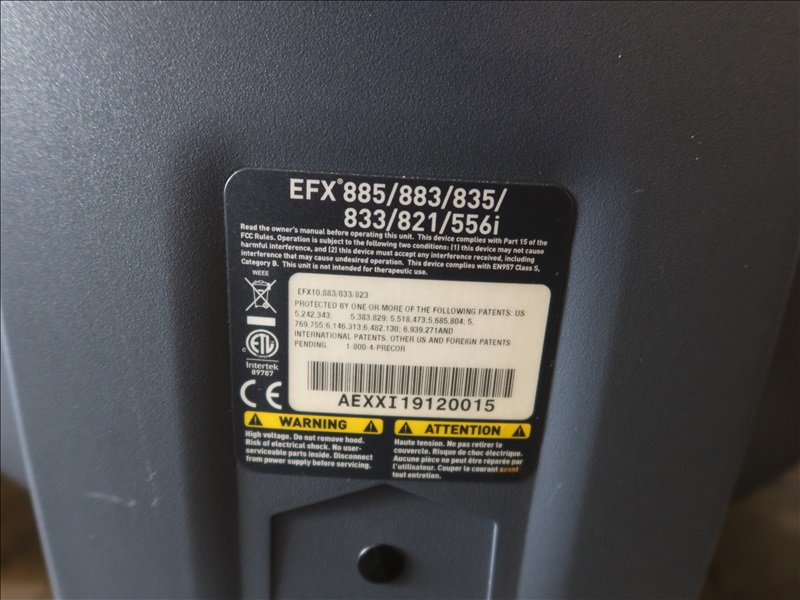 EFX® 885/883/835/
833/821/556i
Read the owner's manual before operating this unit. This device complies with Part 15 of the
FCC Rules. Operation is subject to the following two conditions: (1) this device may not cause
harmful interference, and (2) this device must accept any interference received, including
interference that may cause undesired operation. This device complies with EN957 Class S,
Category B. This unit is not intended for therapeutic use.
WEEE
EFX10,883/833/823
PROTECTED BY ONE OR MORE OF THE FOLLOWING PATENTS: US
5,242,343; 5,383,829; 5,518,473; 5,685,804; 5,
769,755; 6,146,313; 6,482,130; 6,939,271AND
INTERNATIONAL PATENTS. OTHER US AND FOREIGN PATENTS
PENDING. 1-800-4-PRECOR
C ETL
Intertek
89787
CE
AEXXI19120015
WARNING
High voltage. Do not remove hood.
Risk of electrical shock. No user-
serviceable parts inside. Disconnect
from power supply before servicing.
ATTENTION
Haute tension. Ne pas retirer le
couvercle. Risque de choc électrique.
Aucune pièce ne peut être réparée par
l'utilisateur. Couper le courant avant
tout entretien.